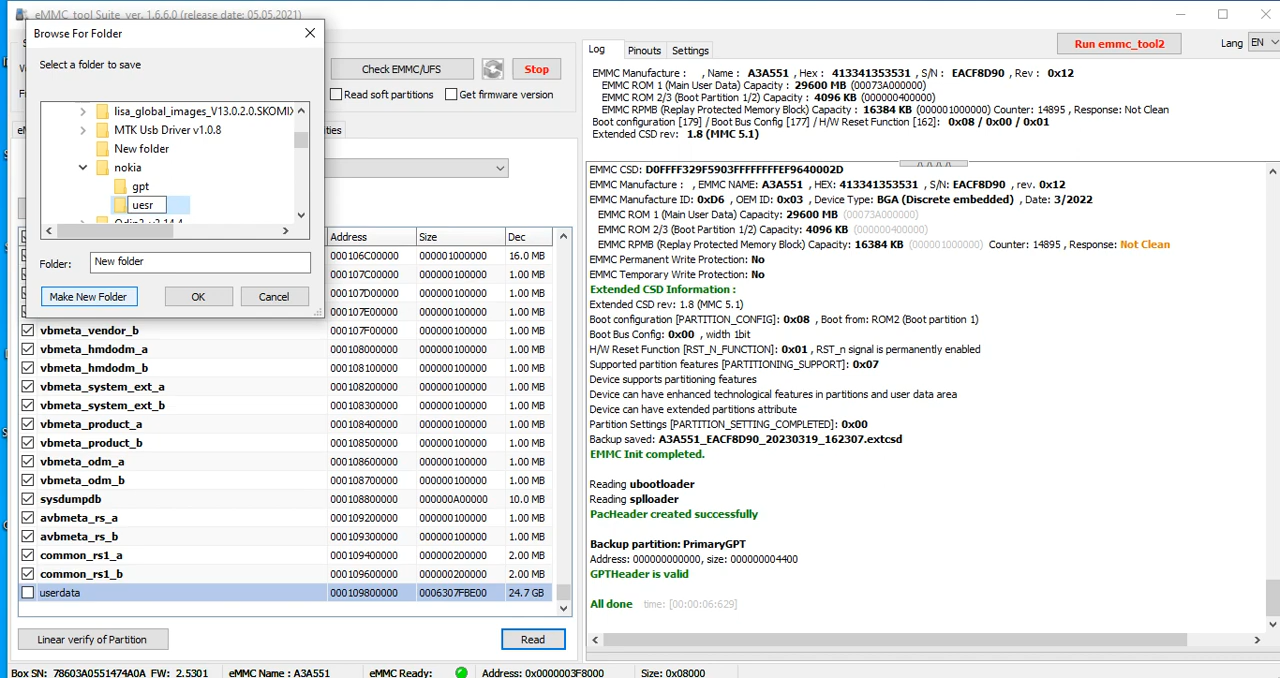 eMMC_tool Suite ver. 1.6.6.0 (release date: 05.05.2021)
Browse For Folder
Select a folder to save
lisa_global_images_V13.0.2.0.SKOMIX
MTK Usb Driver v1.0.8
New folder
nokia
gpt
uesr
Folder: New folder
Make New Folder OK Cancel
Check EMMC/UFS Stop
Read soft partitions Get firmware version
Address Size Dec
000106C00000 000001000000 16.0 MB
000107C00000 000000100000 1.00 MB
000107D00000 000000100000 1.00 MB
000107E00000 000000100000 1.00 MB
vbmeta_vendor_b 000107F00000 000000100000 1.00 MB
vbmeta_hmdodm_a 000108000000 000000100000 1.00 MB
vbmeta_hmdodm_b 000108100000 000000100000 1.00 MB
vbmeta_system_ext_a 000108200000 000000100000 1.00 MB
vbmeta_system_ext_b 000108300000 000000100000 1.00 MB
vbmeta_product_a 000108400000 000000100000 1.00 MB
vbmeta_product_b 000108500000 000000100000 1.00 MB
vbmeta_odm_a 000108600000 000000100000 1.00 MB
vbmeta_odm_b 000108700000 000000100000 1.00 MB
sysdumpdb 000108800000 000000A00000 10.0 MB
avbmeta_rs_a 000109200000 000000100000 1.00 MB
avbmeta_rs_b 000109300000 000000100000 1.00 MB
common_rs1_a 000109400000 000000200000 2.00 MB
common_rs1_b 000109600000 000000200000 2.00 MB
userdata 000109800000 0006307FBE00 24.7 GB
Linear verify of Partition Read
Log Pinouts Settings
Run emmc_tool2
Lang EN
EMMC Manufacture : , Name : A3A551 , Hex : 413341353531 , S/N : EACF8D90 , Rev : 0x12
EMMC ROM 1 (Main User Data) Capacity : 29600 MB (00073A000000)
EMMC ROM 2/3 (Boot Partition 1/2) Capacity : 4096 KB (000000400000)
EMMC RPMB (Replay Protected Memory Block) Capacity : 16384 KB (000001000000) Counter: 14895 , Response: Not Clean
Boot configuration [179] / Boot Bus Config [177] / H/W Reset Function [162]: 0x08 / 0x00 / 0x01
Extended CSD rev: 1.8 (MMC 5.1)
EMMC CSD: D0FFFF329F5903FFFFFFFFEF9640002D
EMMC Manufacture : , EMMC NAME: A3A551 , HEX: 413341353531 , S/N: EACF8D90 , rev. 0x12
EMMC Manufacture ID: 0xD6 , OEM ID: 0x03 , Device Type: BGA (Discrete embedded) , Date: 3/2022
EMMC ROM 1 (Main User Data) Capacity: 29600 MB (00073A000000)
EMMC ROM 2/3 (Boot Partition 1/2) Capacity: 4096 KB (000000400000)
EMMC RPMB (Replay Protected Memory Block) Capacity: 16384 KB (000001000000) Counter: 14895 , Response: Not Clean
EMMC Permanent Write Protection: No
EMMC Temporary Write Protection: No
Extended CSD Information :
Extended CSD rev: 1.8 (MMC 5.1)
Boot configuration [PARTITION_CONFIG]: 0x08 , Boot from: ROM2 (Boot partition 1)
Boot Bus Config: 0x00 , width 1bit
H/W Reset Function [RST_N_FUNCTION]: 0x01 , RST_n signal is permanently enabled
Supported partition features [PARTITIONING_SUPPORT]: 0x07
Device supports partitioning features
Device can have enhanced technological features in partitions and user data area
Device can have extended partitions attribute
Partition Settings [PARTITION_SETTING_COMPLETED]: 0x00
Backup saved: A3A551_EACF8D90_20230319_162307.extcsd
EMMC Init completed.
Reading ubootloader
Reading splloader
PacHeader created successfully
Backup partition: PrimaryGPT
Address: 000000000000, size: 000000004400
GPTHeader is valid
All done time: [00:00:06:629]
Box SN: 78603A0551474A0A FW: 2.5301 eMMC Name : A3A551 eMMC Ready: Address: 0x0000003F8000 Size: 0x08000